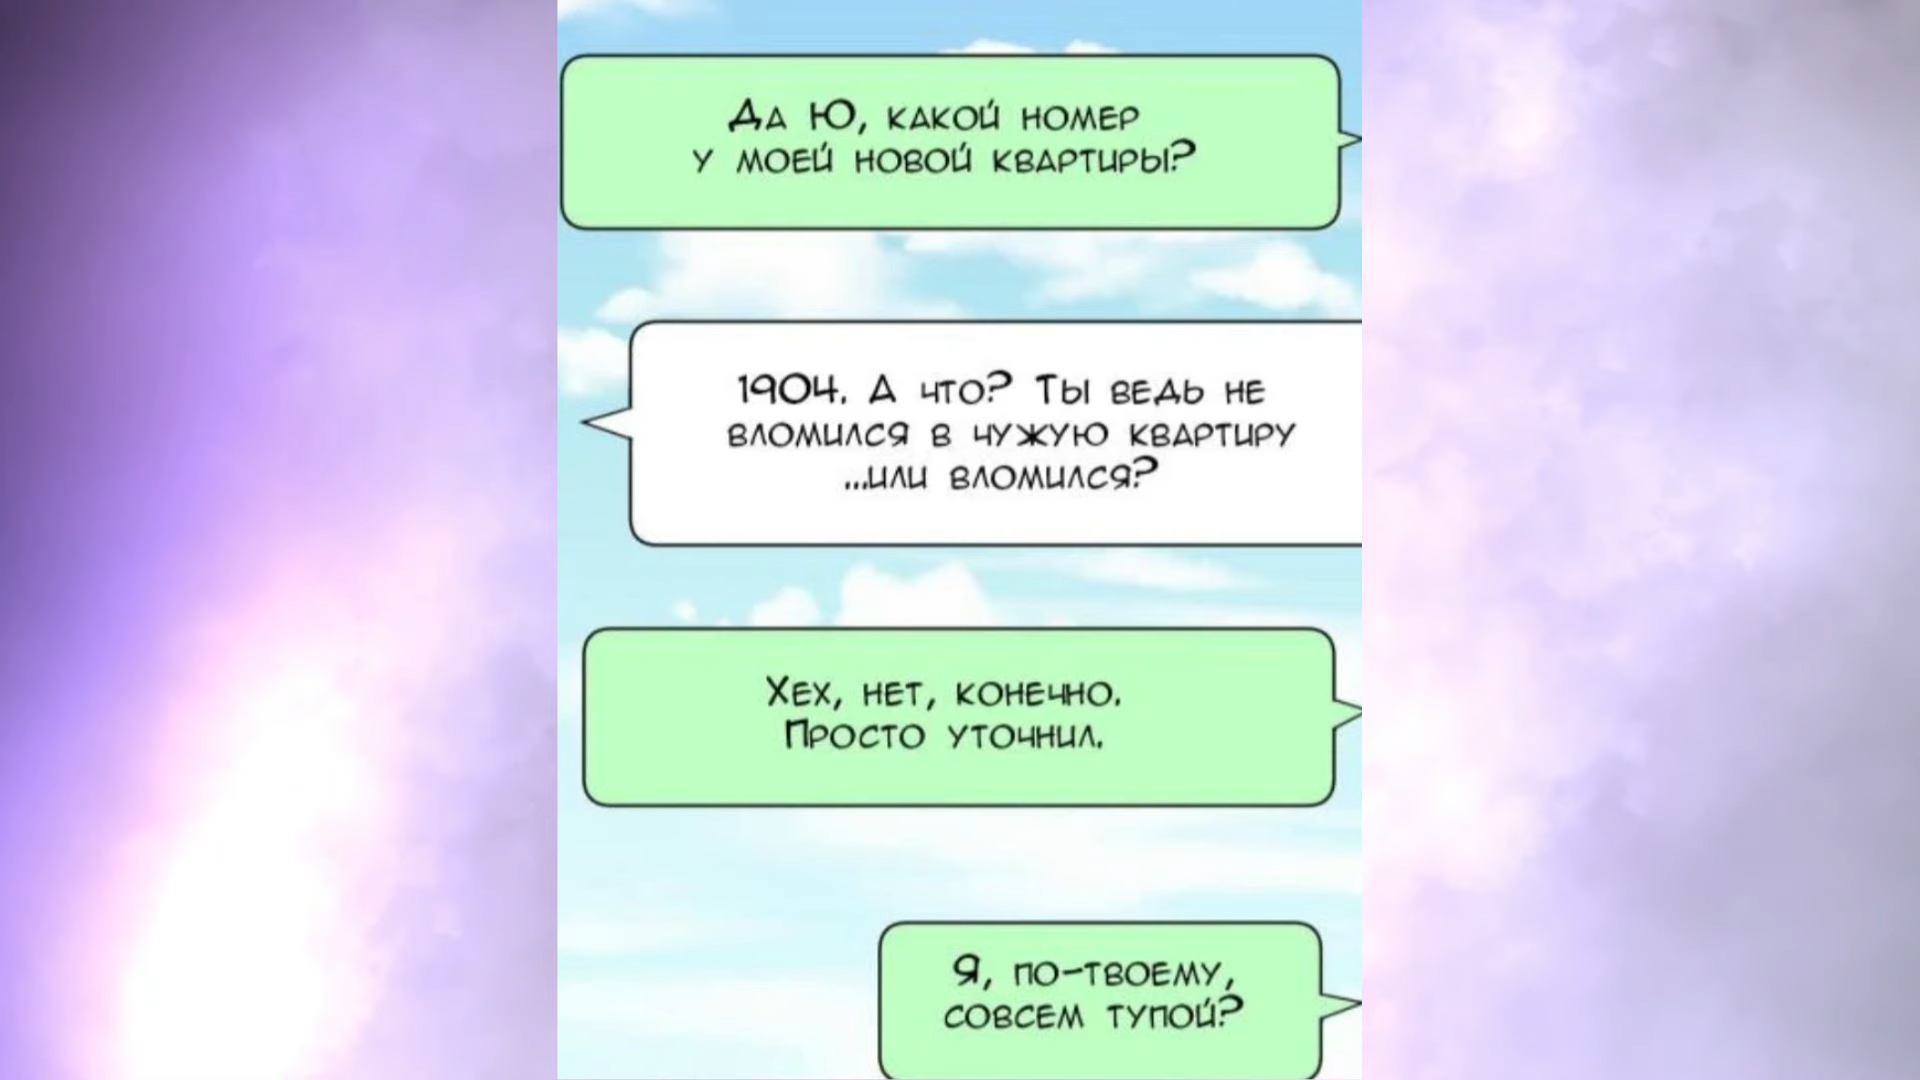 Да Ю, какой номер
у моей новой квартиры?
1904. А что? Ты ведь не
вломился в чужую квартиру
...или вломился?
Хех, нет, конечно.
Просто уточнил.
Я, по-твоему,
совсем тупой?